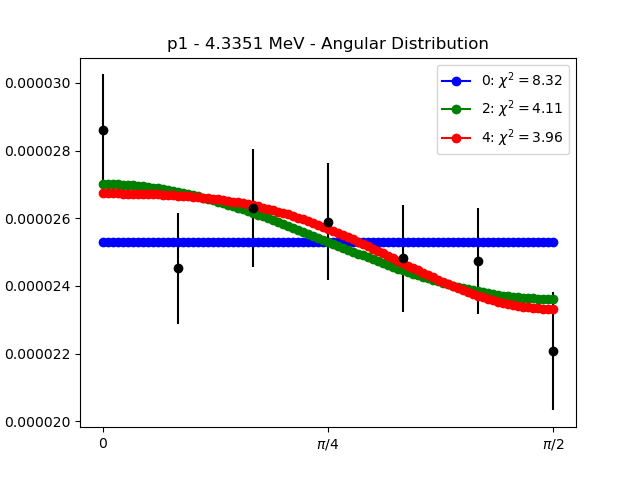 p1 - 4.3351 MeV - Angular Distribution
0: χ² = 8.32
2: χ² = 4.11
4: χ² = 3.96
0.000030
0.000028
0.000026
0.000024
0.000022
0.000020
0
π/4
π/2